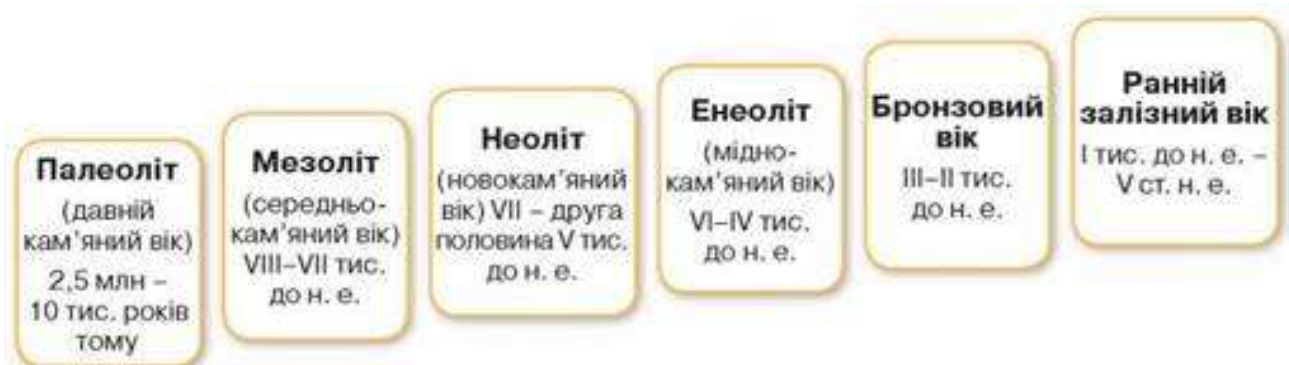 Палеоліт
(давній
кам’яний вік)
2,5 млн –
10 тис. років
тому
Мезоліт
(середньо-
кам’яний вік)
VIII–VII тис.
до н. е.
Неоліт
(новокам’яний
вік) VII – друга
половина V тис.
до н. е.
Енеоліт
(мідно-
кам’яний вік)
VI–IV тис.
до н. е.
Бронзовий
вік
III–II тис.
до н. е.
Ранній
залізний вік
I тис. до н. е. –
V ст. н. е.